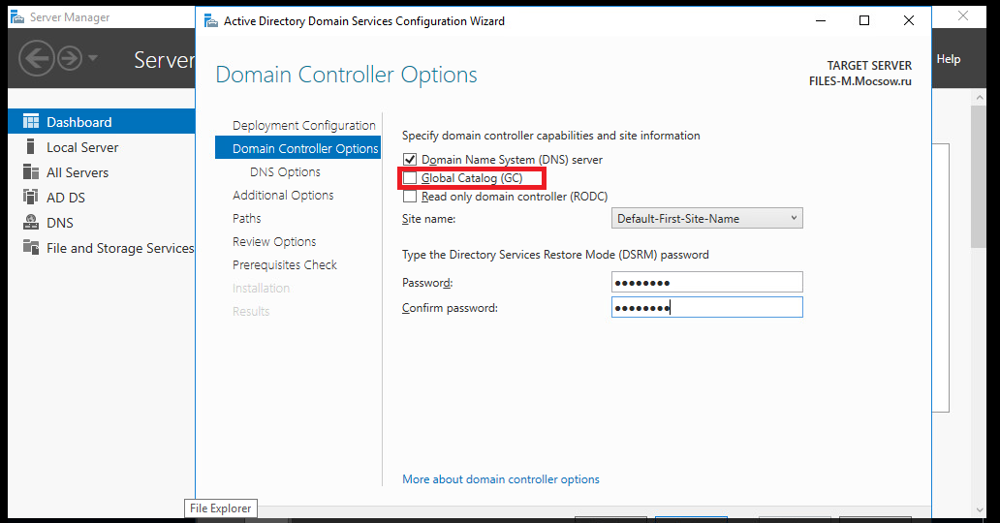 Server Manager
Active Directory Domain Services Configuration Wizard
Server
Help
Domain Controller Options
TARGET SERVER
FILES-M.Mocsow.ru
Dashboard
Local Server
All Servers
AD DS
DNS
File and Storage Services
Deployment Configuration
Domain Controller Options
DNS Options
Additional Options
Paths
Review Options
Prerequisites Check
Installation
Results
Specify domain controller capabilities and site information
Domain Name System (DNS) server
Global Catalog (GC)
Read only domain controller (RODC)
Site name:
Default-First-Site-Name
Type the Directory Services Restore Mode (DSRM) password
Password:
●●●●●●●●
Confirm password:
●●●●●●●●
More about domain controller options
File Explorer